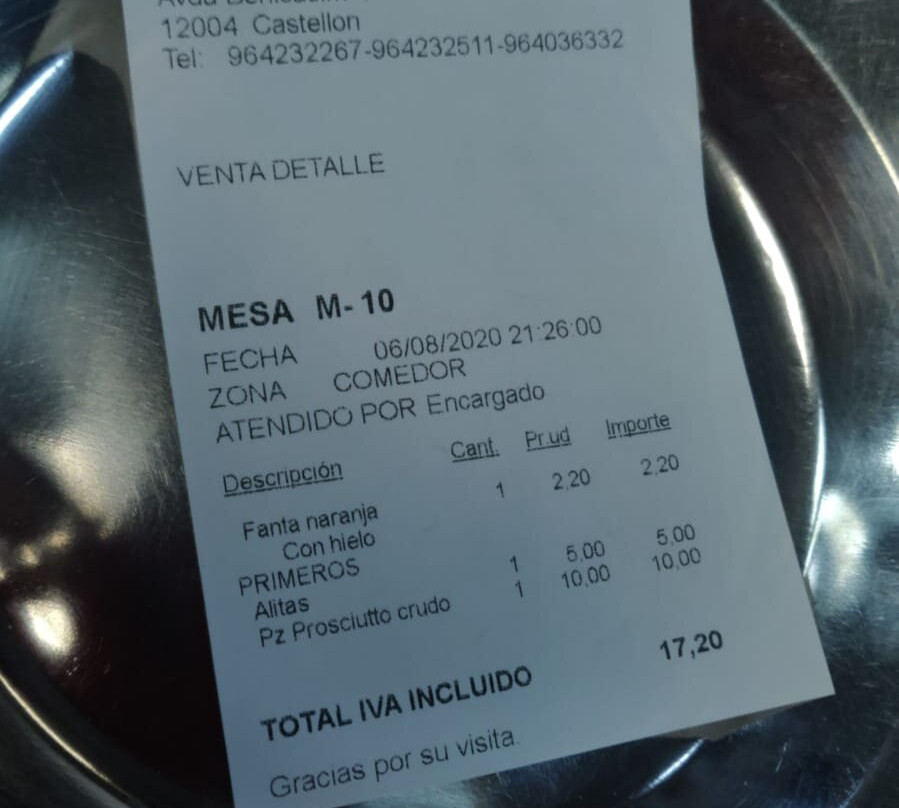 12004 Castellon
Tel: 964232267-964232511-964036332
VENTA DETALLE
MESA M-10
FECHA 06/08/2020 21:26:00
ZONA COMEDOR
ATENDIDO POR Encargado
Descripción Cant. Pr.ud Importe
Fanta naranja 1 2,20 2,20
Con hielo
PRIMEROS
Alitas 1 5,00 5,00
Pz Prosciutto crudo 1 10,00 10,00
TOTAL IVA INCLUIDO 17,20
Gracias por su visita.